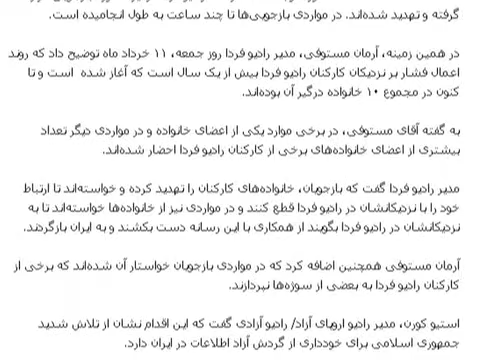 گرفته و تهدید شده‌اند. در مواردی بازجویی‌ها تا چند ساعت به طول انجامیده است.
در همین زمینه، آرمان مستوفی، مدیر رادیو فردا روز جمعه، ۱۱ خرداد ماه توضیح داد که روند
اعمال فشار بر نزدیکان کارکنان رادیو فردا بیش از یک سال است که آغاز شده است و تا
کنون در مجموع ۱۰ خانواده درگیر آن بوده‌اند.
به گفته آقای مستوفی، در برخی موارد یکی از اعضای خانواده و در مواردی دیگر تعداد
بیشتری از اعضای خانواده‌های برخی از کارکنان رادیو فردا احضار شده‌اند.
مدیر رادیو فردا گفت که بازجویان، خانواده‌های کارکنان را تهدید کرده و خواسته‌اند تا ارتباط
خود را با نزدیکانشان در رادیو فردا قطع کنند و در مواردی نیز از خانواده‌ها خواسته‌اند تا به
نزدیکانشان در رادیو فردا بگویند از همکاری با این رسانه دست بکشند و به ایران بازگردند.
آرمان مستوفی همچنین اضافه کرد که در مواردی بازجویان خواستار آن شده‌اند که برخی از
کارکنان رادیو فردا به بعضی از سوژه‌ها نپردازند.
استیو کورن، مدیر رادیو اروپای آزاد/ رادیو آزادی گفت که این اقدام نشان از تلاش شدید
جمهوری اسلامی برای خودداری از گردش آزاد اطلاعات در ایران دارد.